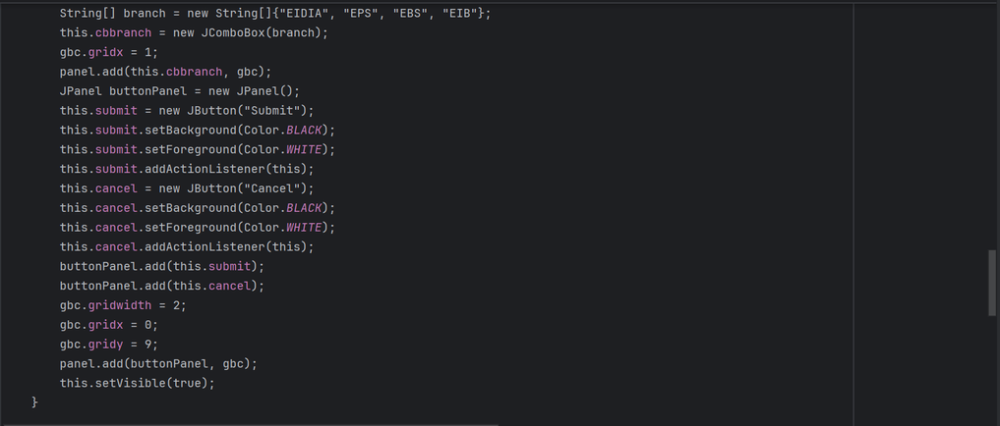 String[] branch = new String[]{"EIDIA", "EPS", "EBS", "EIB"};
this.cbbranch = new JComboBox(branch);
gbc.gridx = 1;
panel.add(this.cbbranch, gbc);
JPanel buttonPanel = new JPanel();
this.submit = new JButton("Submit");
this.submit.setBackground(Color.BLACK);
this.submit.setForeground(Color.WHITE);
this.submit.addActionListener(this);
this.cancel = new JButton("Cancel");
this.cancel.setBackground(Color.BLACK);
this.cancel.setForeground(Color.WHITE);
this.cancel.addActionListener(this);
buttonPanel.add(this.submit);
buttonPanel.add(this.cancel);
gbc.gridwidth = 2;
gbc.gridx = 0;
gbc.gridy = 9;
panel.add(buttonPanel, gbc);
this.setVisible(true);
}